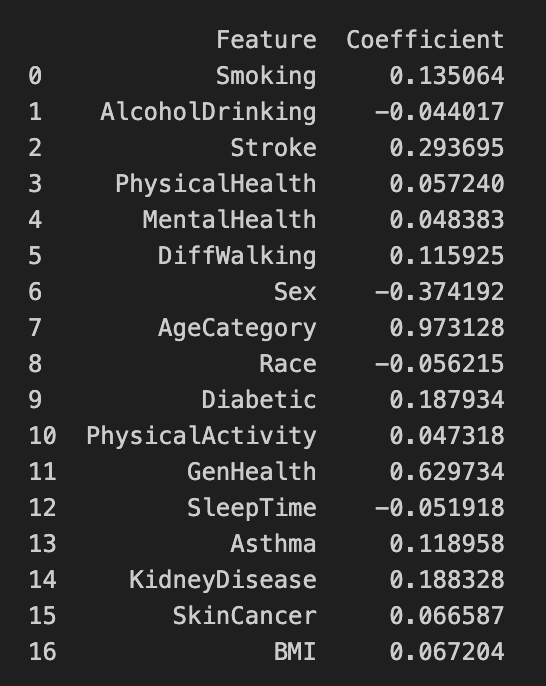 Feature Coefficient
0 Smoking 0.135064
1 AlcoholDrinking -0.044017
2 Stroke 0.293695
3 PhysicalHealth 0.057240
4 MentalHealth 0.048383
5 DiffWalking 0.115925
6 Sex -0.374192
7 AgeCategory 0.973128
8 Race -0.056215
9 Diabetic 0.187934
10 PhysicalActivity 0.047318
11 GenHealth 0.629734
12 SleepTime -0.051918
13 Asthma 0.118958
14 KidneyDisease 0.188328
15 SkinCancer 0.066587
16 BMI 0.067204